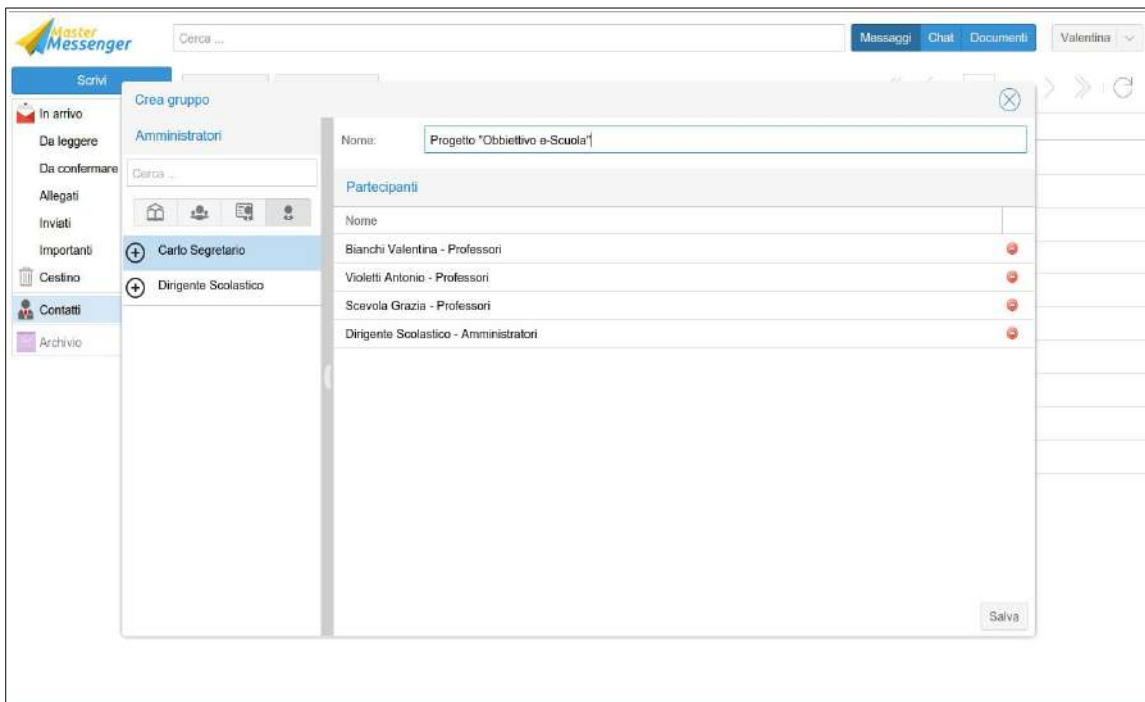 Master
Messenger
Cerca ...
Messaggi Chat Documenti
Valentina
Scrivi
In arrivo
Da leggere
Da confermare
Allegati
Inviati
Importanti
Cestino
Contatti
Archivio
Crea gruppo
Amministratori
Cerca ...
Carlo Segretario
Dirigente Scolastico
Nome: Progetto "Obbiettivo e-Scuola"
Partecipanti
Nome
Bianchi Valentina - Professori
Violetti Antonio - Professori
Scevola Grazia - Professori
Dirigente Scolastico - Amministratori
Salva